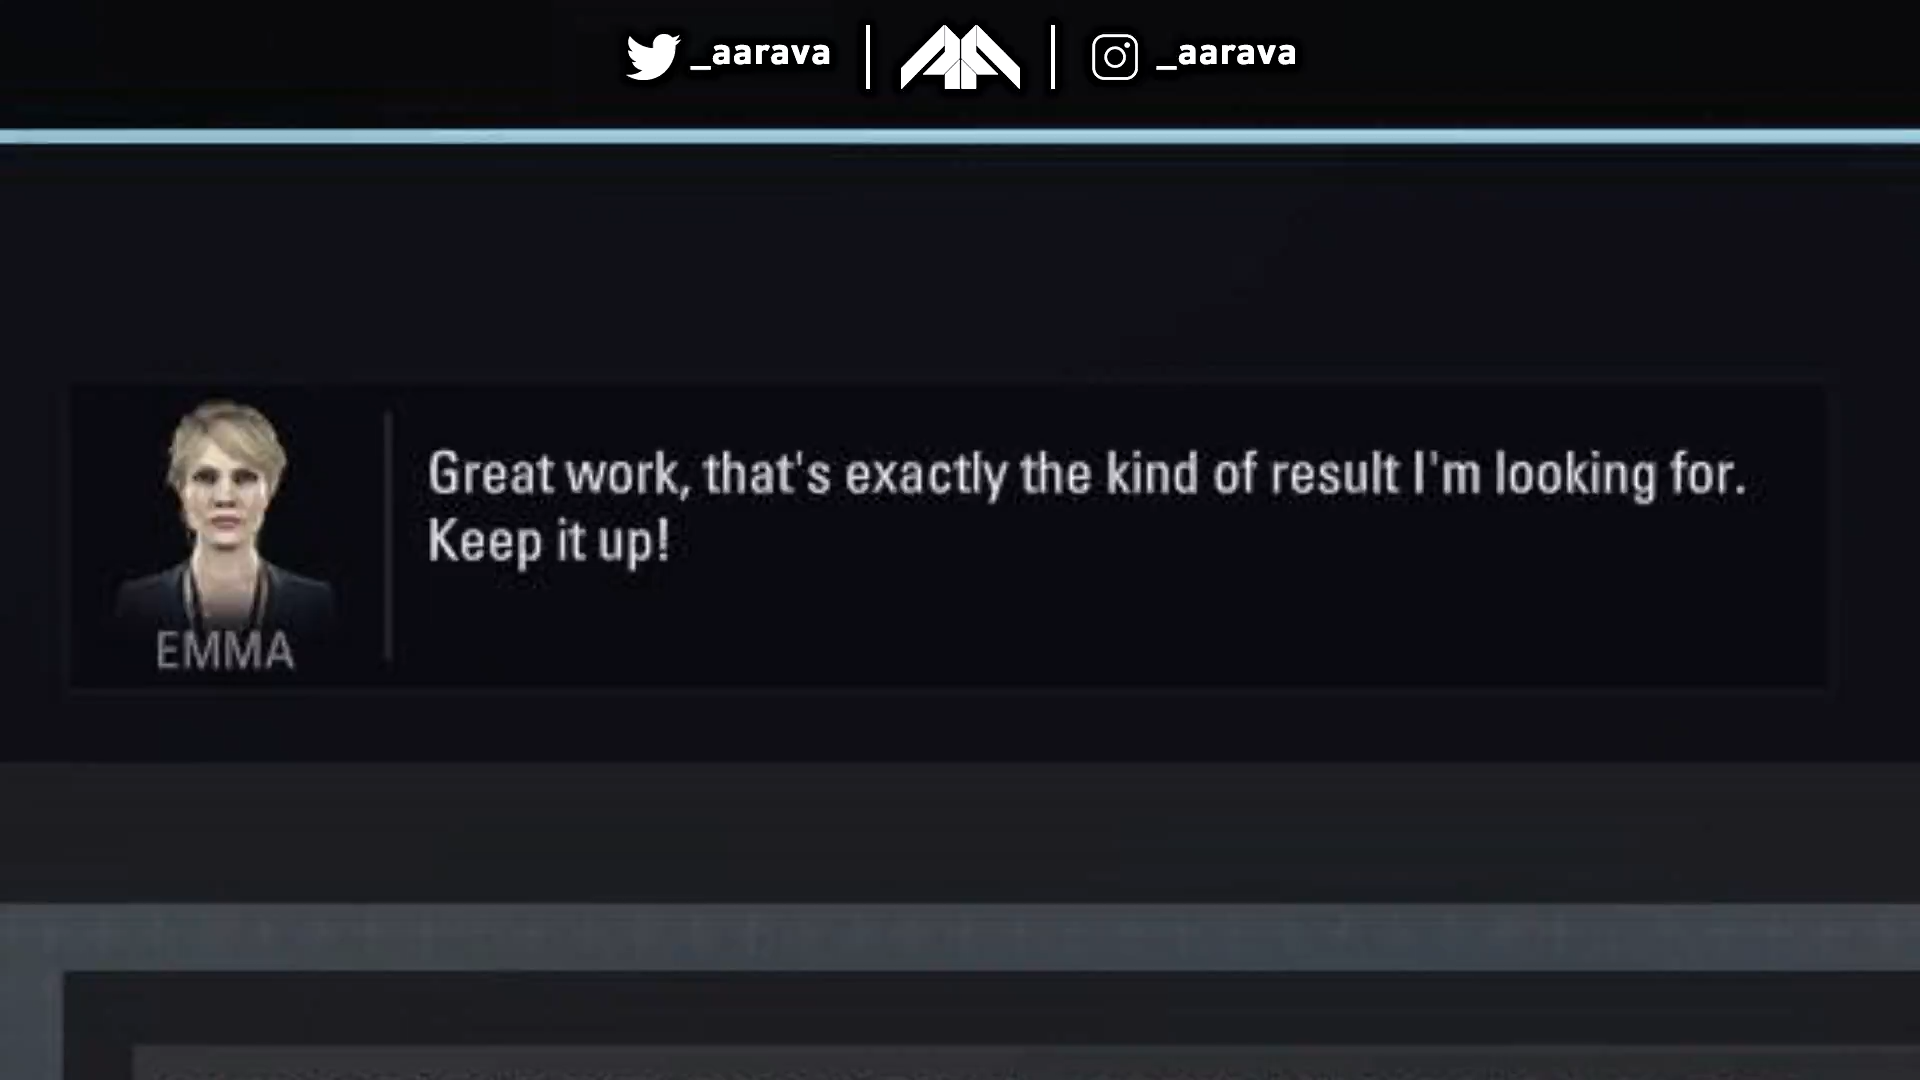 _aarava _aarava
Great work, that's exactly the kind of result I'm looking for.
Keep it up!
EMMA